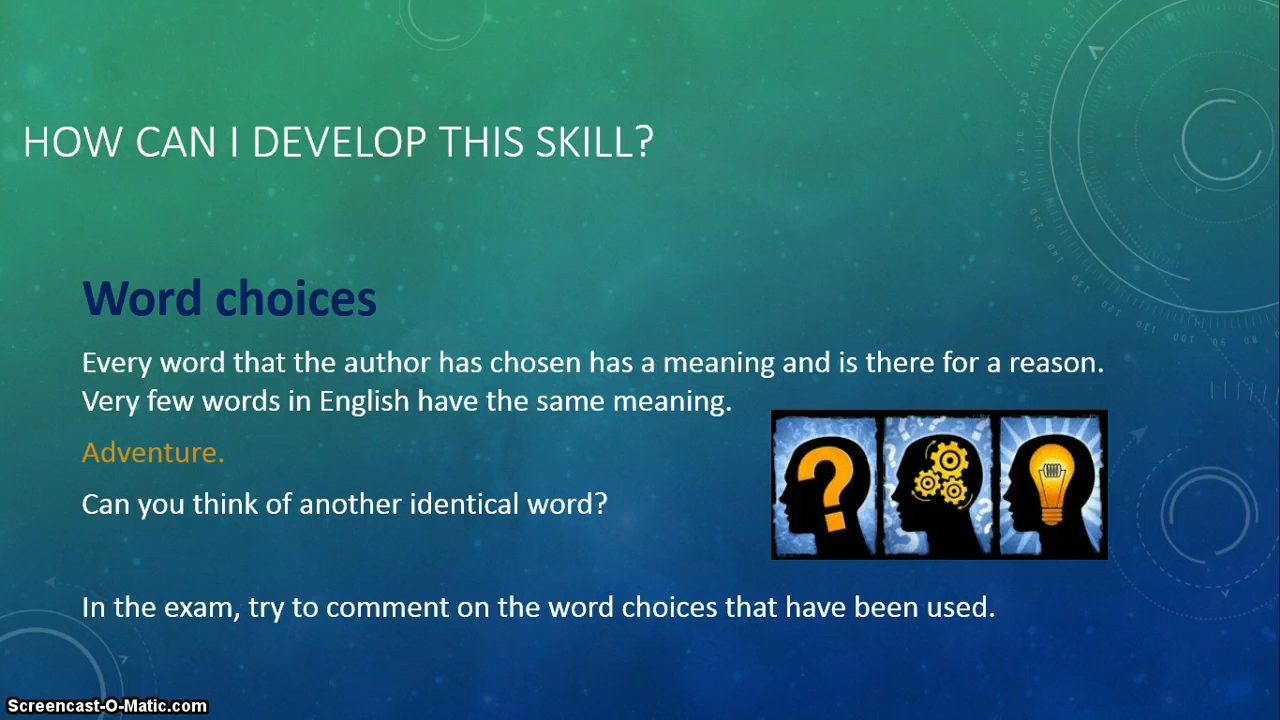 HOW CAN I DEVELOP THIS SKILL?
Word choices
Every word that the author has chosen has a meaning and is there for a reason.
Very few words in English have the same meaning.
Adventure.
Can you think of another identical word?
In the exam, try to comment on the word choices that have been used.
Screencast-O-Matic.com